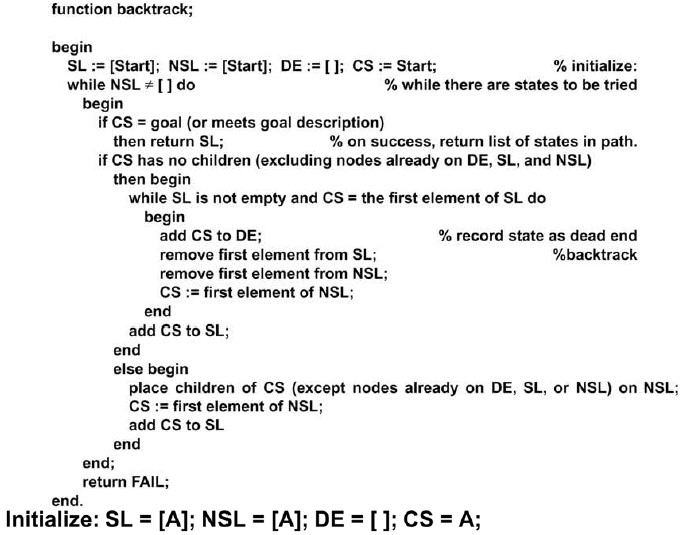 function backtrack;
begin
SL := [Start]; NSL := [Start]; DE := [ ]; CS := Start; % initialize:
while NSL ≠ [ ] do % while there are states to be tried
begin
if CS = goal (or meets goal description)
then return SL; % on success, return list of states in path.
if CS has no children (excluding nodes already on DE, SL, and NSL)
then begin
while SL is not empty and CS = the first element of SL do
begin
add CS to DE; % record state as dead end
remove first element from SL; %backtrack
remove first element from NSL;
CS := first element of NSL;
end
add CS to SL;
end
else begin
place children of CS (except nodes already on DE, SL, or NSL) on NSL;
CS := first element of NSL;
add CS to SL
end
end;
return FAIL;
end.
Initialize: SL = [A]; NSL = [A]; DE = [ ]; CS = A;